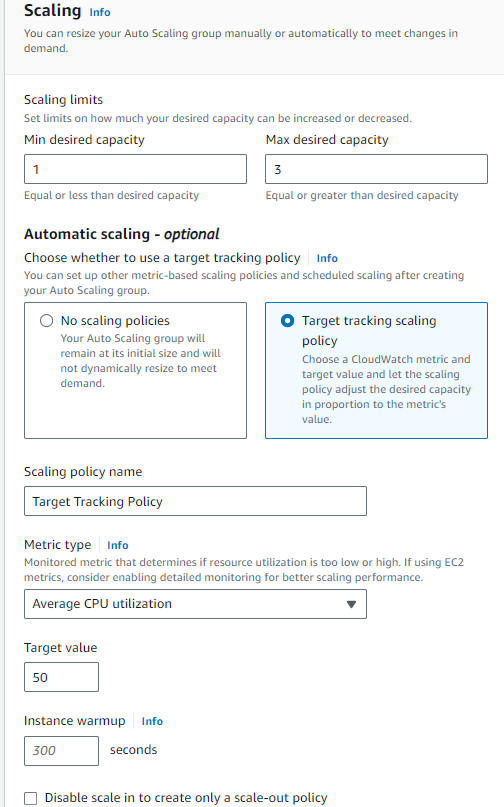 Scaling Info
You can resize your Auto Scaling group manually or automatically to meet changes in
demand.
Scaling limits
Set limits on how much your desired capacity can be increased or decreased.
Min desired capacity
1
Equal or less than desired capacity
Max desired capacity
3
Equal or greater than desired capacity
Automatic scaling - optional
Choose whether to use a target tracking policy Info
You can set up other metric-based scaling policies and scheduled scaling after creating
your Auto Scaling group.
No scaling policies
Your Auto Scaling group will
remain at its initial size and will
not dynamically resize to meet
demand.
Target tracking scaling
policy
Choose a CloudWatch metric and
target value and let the scaling
policy adjust the desired capacity
in proportion to the metric's
value.
Scaling policy name
Target Tracking Policy
Metric type Info
Monitored metric that determines if resource utilization is too low or high. If using EC2
metrics, consider enabling detailed monitoring for better scaling performance.
Average CPU utilization
Target value
50
Instance warmup Info
300 seconds
Disable scale in to create only a scale-out policy